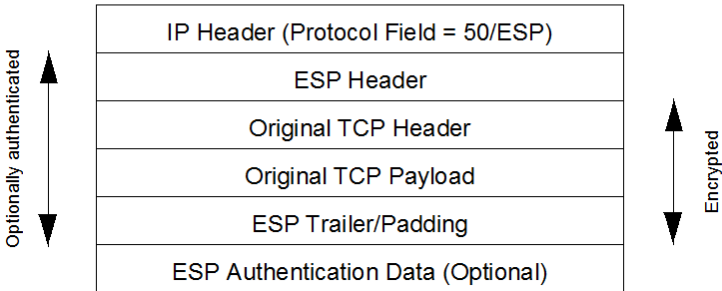 IP Header (Protocol Field = 50/ESP)
ESP Header
Original TCP Header
Original TCP Payload
ESP Trailer/Padding
ESP Authentication Data (Optional)
Optionally authenticated
Encrypted